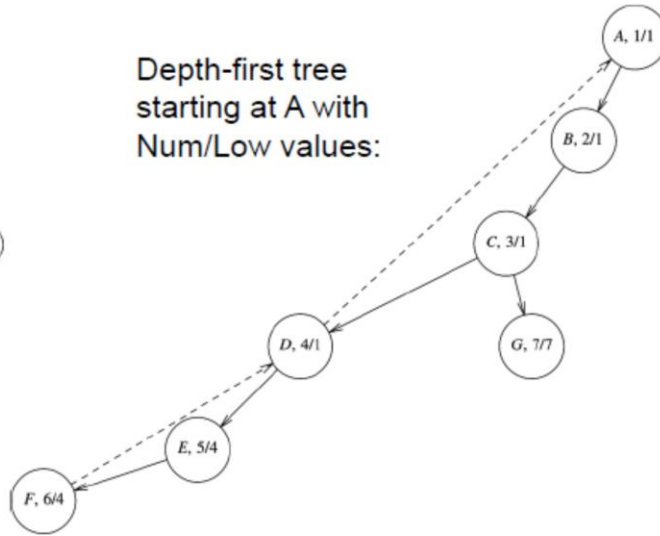 Depth-first tree
starting at A with
Num/Low values:
A, 1/1
B, 2/1
C, 3/1
D, 4/1
G, 7/7
E, 5/4
F, 6/4